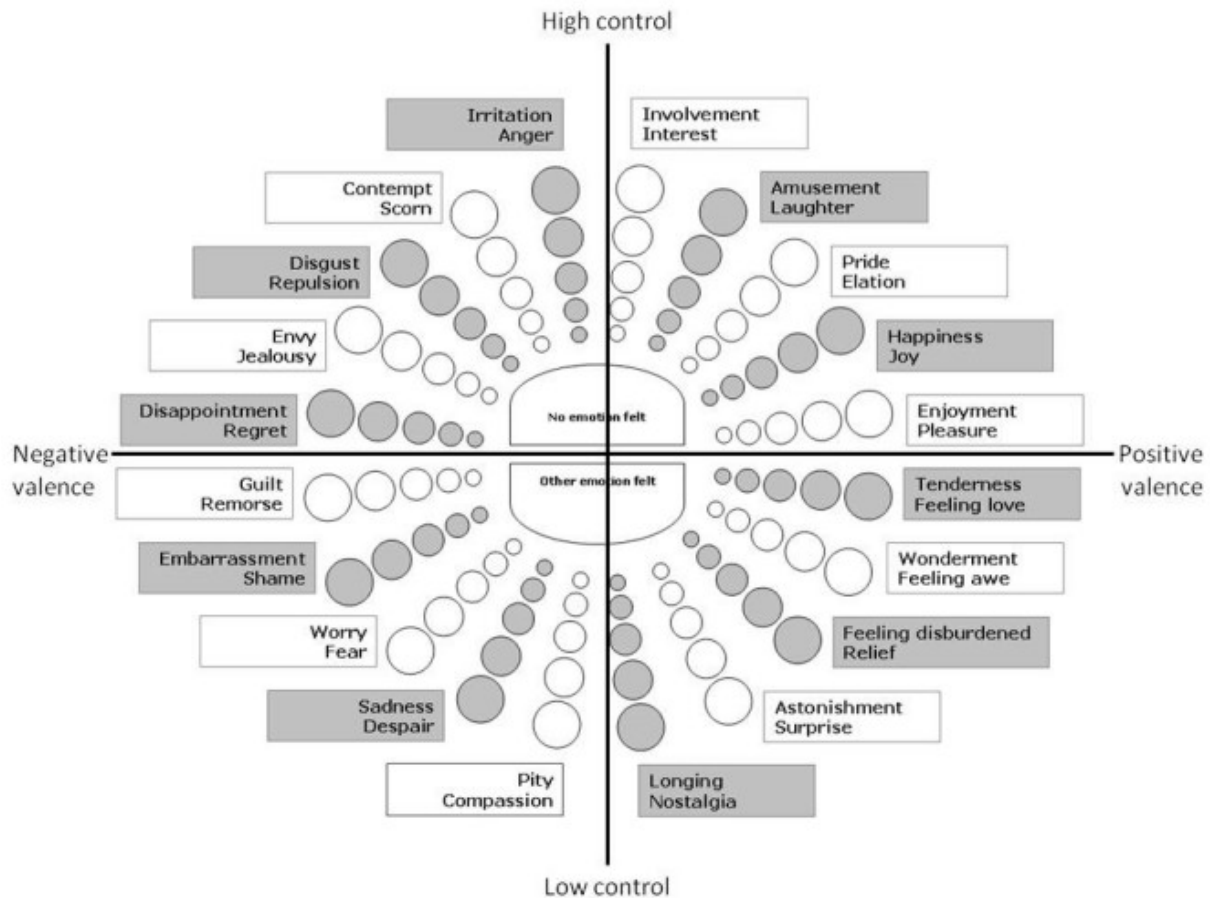 High control
Irritation
Anger
Involvement
Interest
Contempt
Scorn
Amusement
Laughter
Disgust
Repulsion
Pride
Elation
Envy
Jealousy
Happiness
Joy
Disappointment
Regret
No emotion felt
Enjoyment
Pleasure
Negative
valence
Positive
valence
Guilt
Remorse
Other emotion felt
Tenderness
Feeling love
Embarrassment
Shame
Wonderment
Feeling awe
Worry
Fear
Feeling disburdened
Relief
Sadness
Despair
Astonishment
Surprise
Pity
Compassion
Longing
Nostalgia
Low control